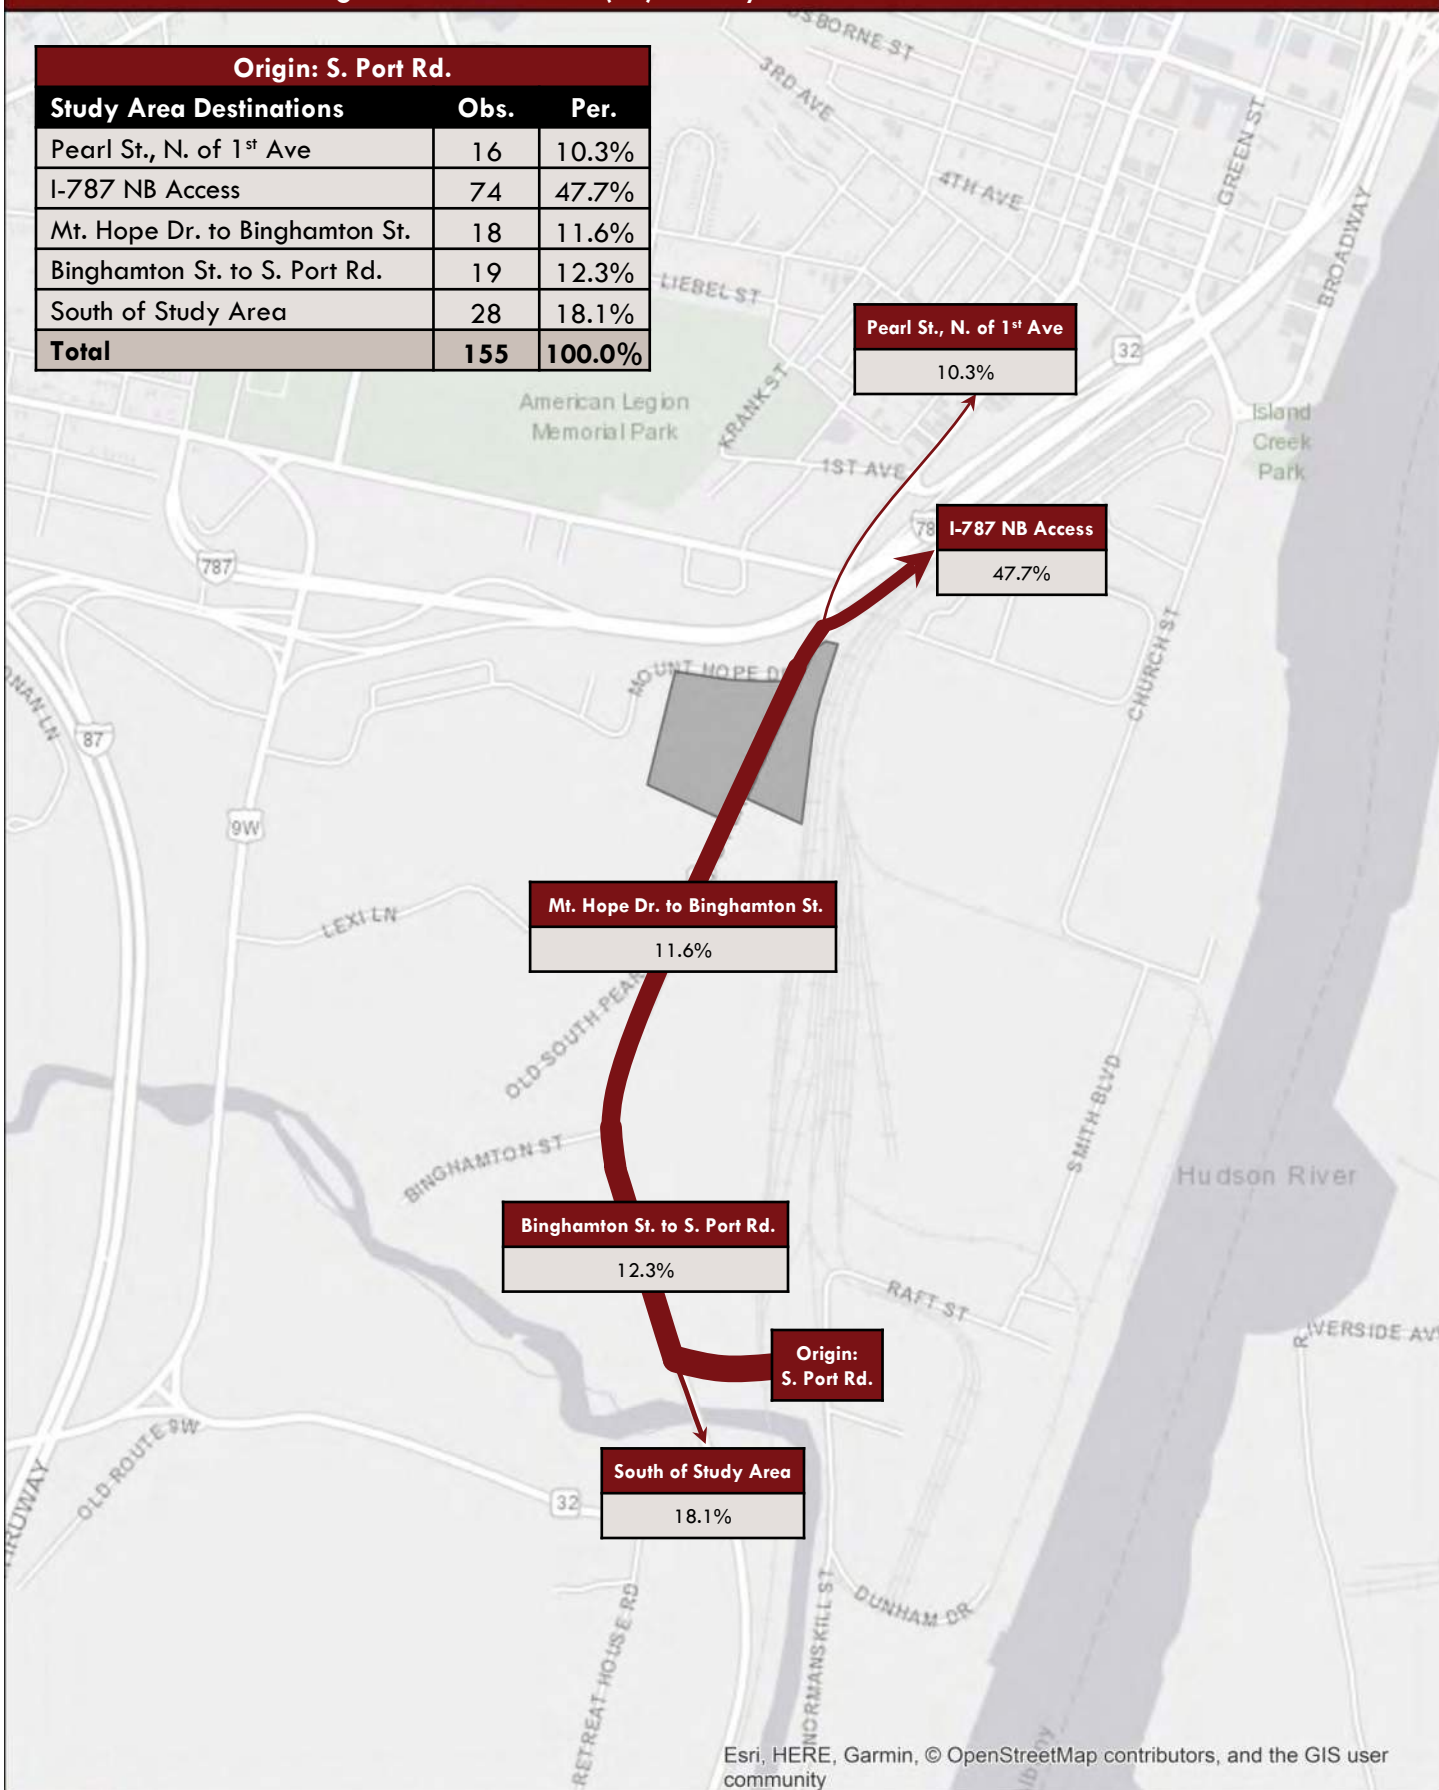 Origin: S. Port Rd.
Study Area Destinations Obs. Per.
Pearl St., N. of 1st Ave 16 10.3%
I-787 NB Access 74 47.7%
Mt. Hope Dr. to Binghamton St. 18 11.6%
Binghamton St. to S. Port Rd. 19 12.3%
South of Study Area 28 18.1%
Total 155 100.0%
OSBORNE ST
3RD AVE
4TH AVE
GREEN ST
BROADWAY
LIEBEL ST
Pearl St., N. of 1st Ave
10.3%
32
American Legion
Memorial Park
KRANK ST
1ST AVE
Island
Creek
Park
I-787 NB Access
47.7%
787
MOUNT HOPE
CHURCH ST
87
9W
LEXI LN
Mt. Hope Dr. to Binghamton St.
11.6%
OLD SOUTH PEAR
BINGHAMTON ST
SMITH BLVD
Hudson River
Binghamton St. to S. Port Rd.
12.3%
RAFT ST
Origin:
S. Port Rd.
OLD ROUTE 9W
South of Study Area
18.1%
32
RETREAT HOUSE RD
NORMANSKILL ST
DUNHAM DR
Esri, HERE, Garmin, © OpenStreetMap contributors, and the GIS user
community